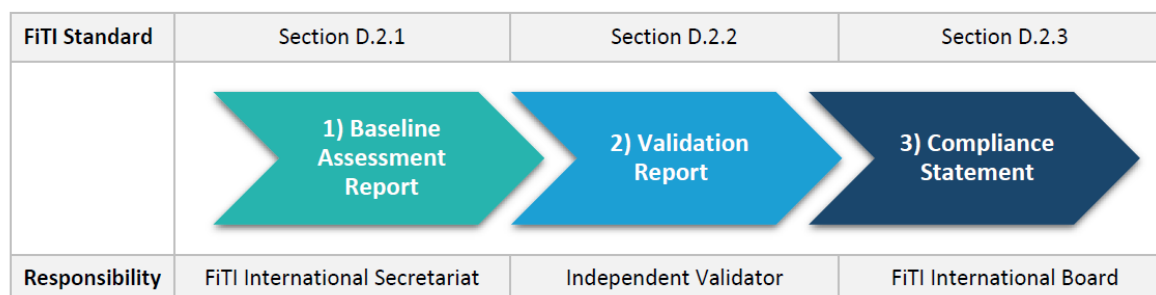 FiTI Standard Section D.2.1 Section D.2.2 Section D.2.3
1) Baseline
Assessment
Report
2) Validation
Report
3) Compliance
Statement
Responsibility FiTI International Secretariat Independent Validator FiTI International Board